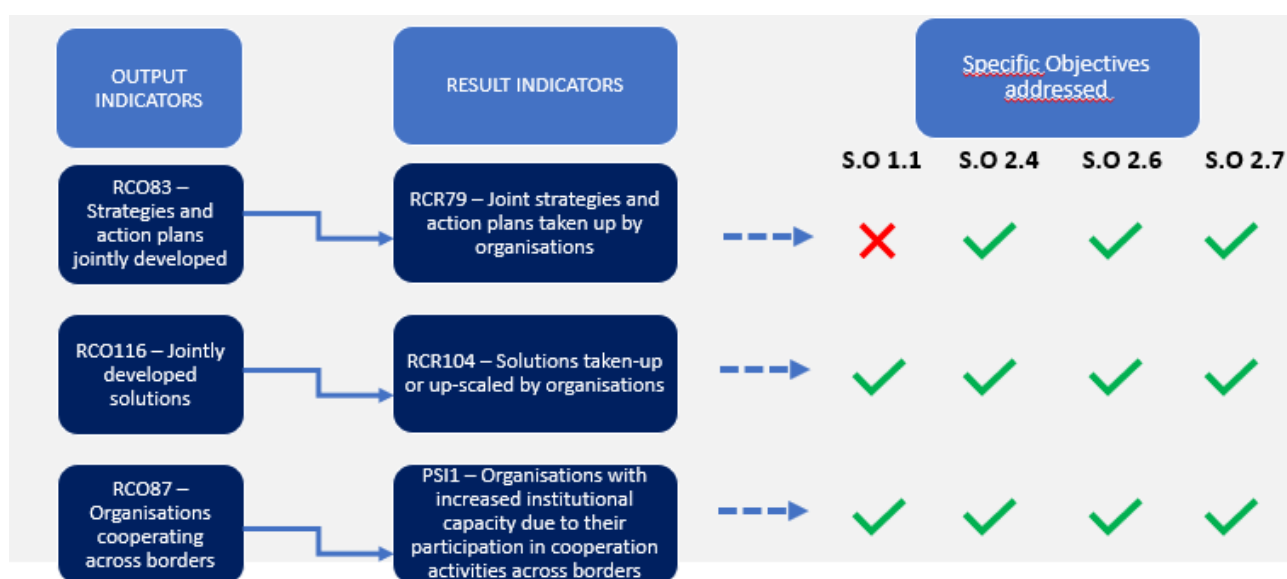 OUTPUT
INDICATORS
RESULT INDICATORS
Specific Objectives
addressed
S.O 1.1 S.O 2.4 S.O 2.6 S.O 2.7
RCO83 –
Strategies and
action plans
jointly developed
RCR79 – Joint strategies and
action plans taken up by
organisations
RCO116 – Jointly
developed
solutions
RCR104 – Solutions taken-up
or up-scaled by organisations
RCO87 –
Organisations
cooperating
across borders
PSI1 – Organisations with
increased institutional
capacity due to their
participation in cooperation
activities across borders